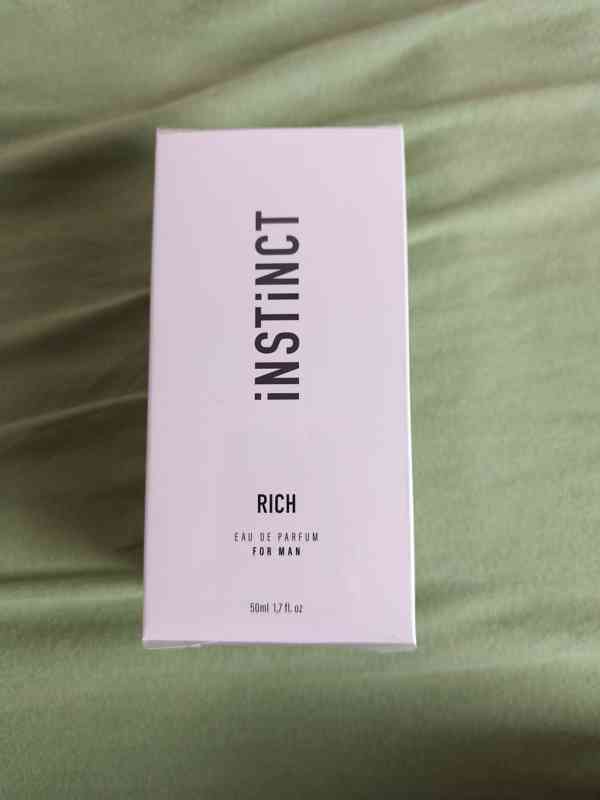 iNSTiNCT
RICH
EAU DE PARFUM
FOR MAN
50ml 1,7 fl. oz